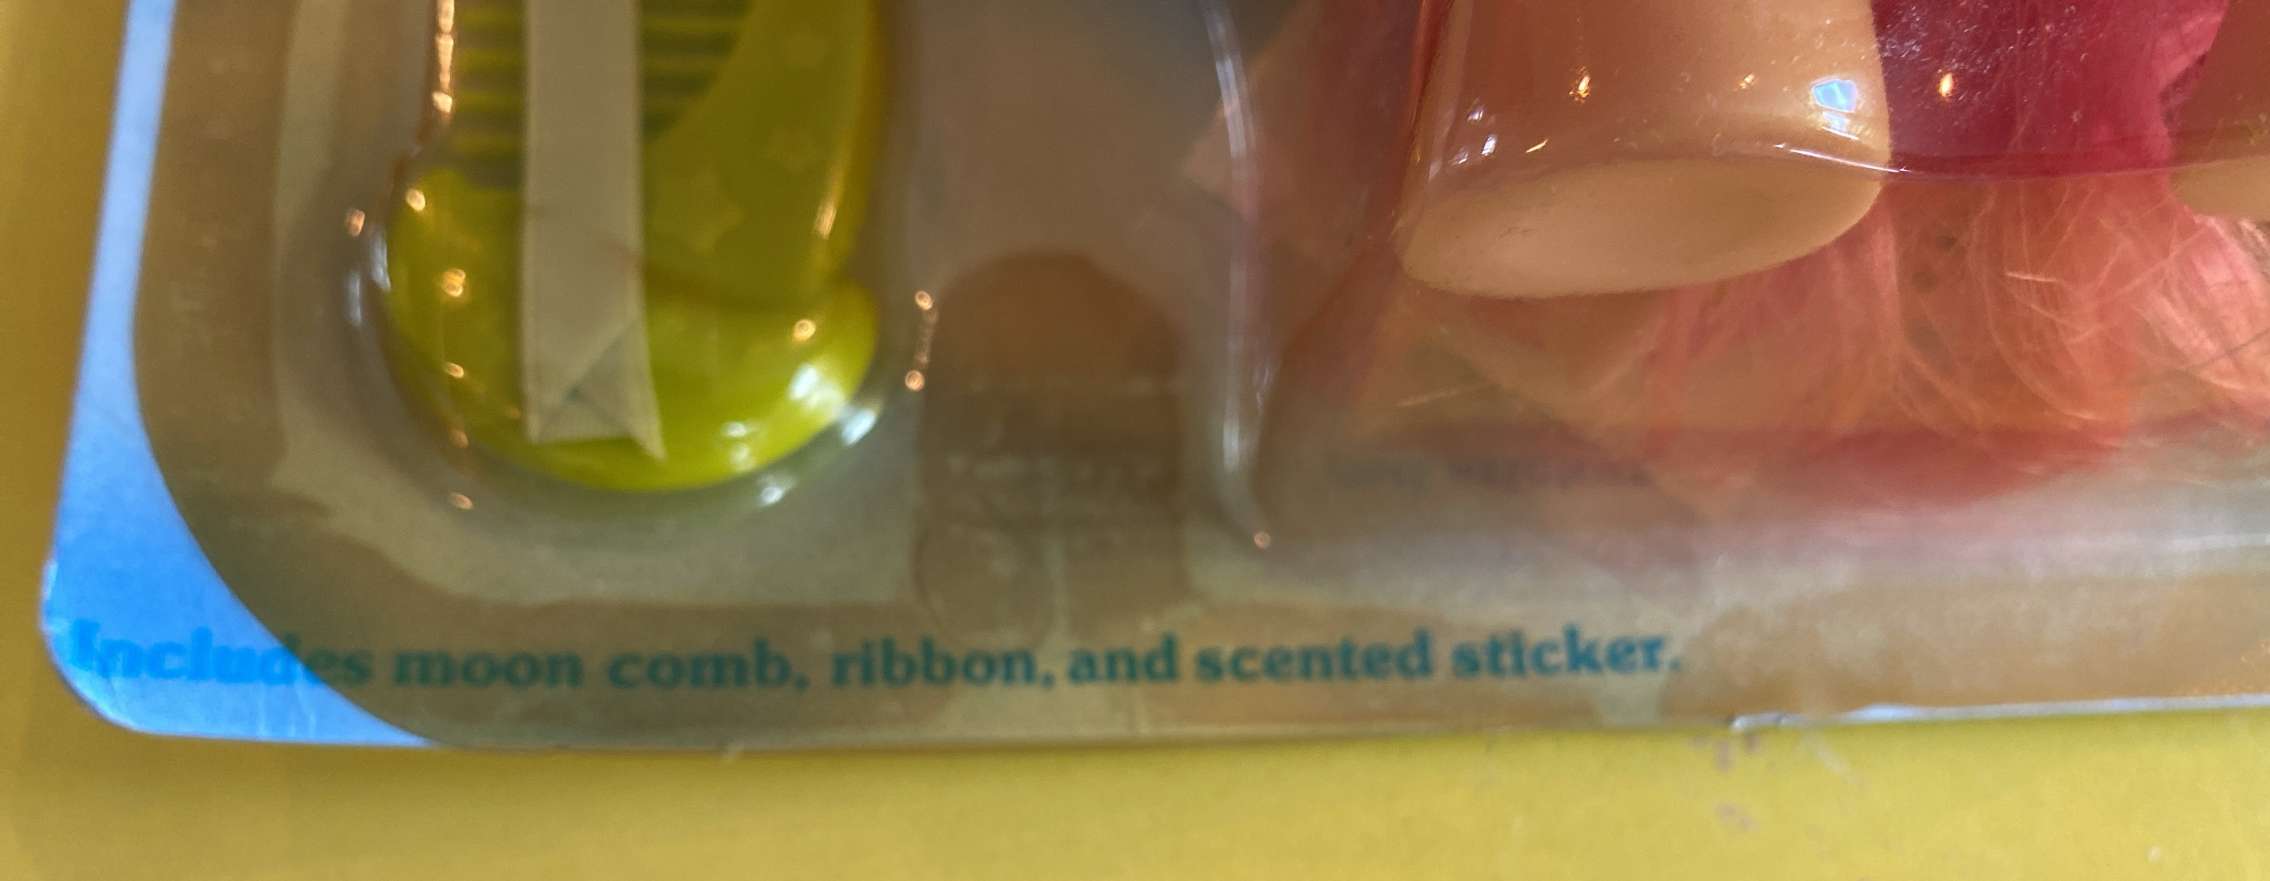 Includes moon comb, ribbon, and scented sticker.